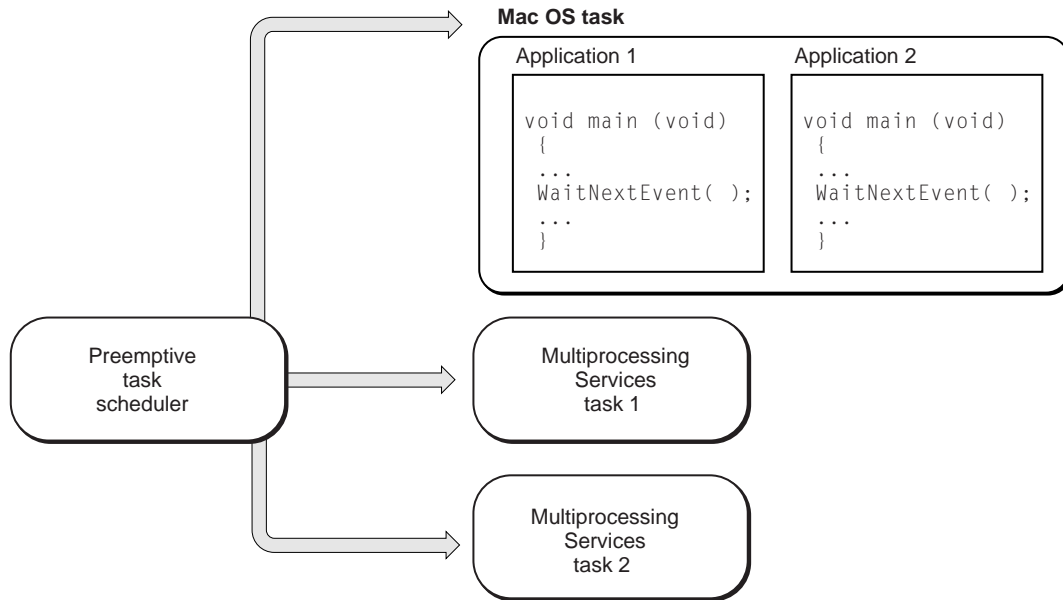 Mac OS task
Application 1
void main (void)
{
...
WaitNextEvent( );
...
}
Application 2
void main (void)
{
...
WaitNextEvent( );
...
}
Preemptive
task
scheduler
Multiprocessing
Services
task 1
Multiprocessing
Services
task 2